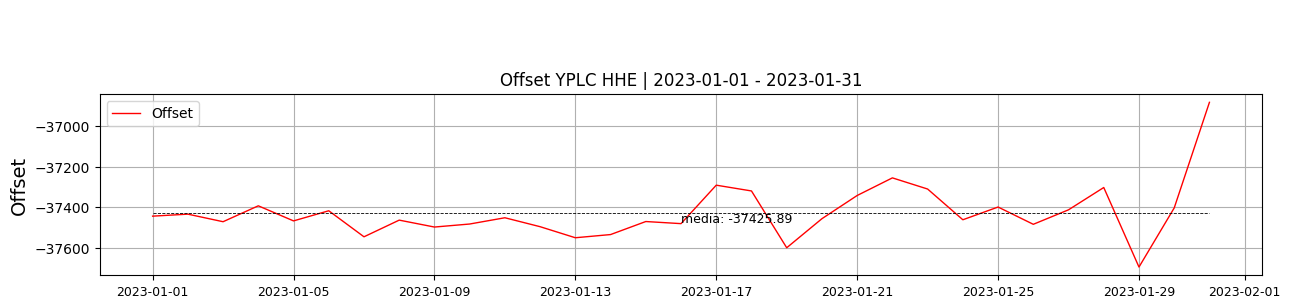 Offset YPLC HHE | 2023-01-01 - 2023-01-31
Offset
Offset
−37000
−37200
−37400
−37600
media: -37425.89
2023-01-01 2023-01-05 2023-01-09 2023-01-13 2023-01-17 2023-01-21 2023-01-25 2023-01-29 2023-02-01